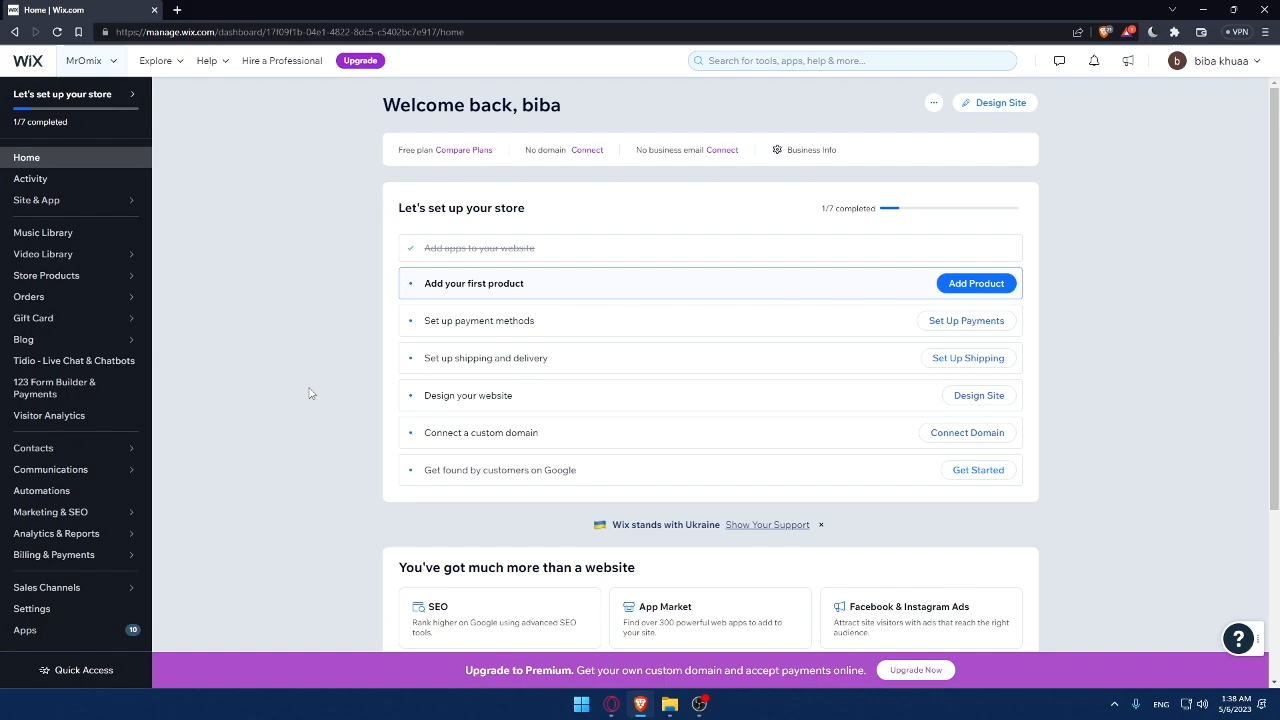 Home | Wix.com
https://manage.wix.com/dashboard/17f09f1b-04e1-4822-8dc5-c5402bc7e917/home
VPN
WiX
MrOmix
Explore
Help
Hire a Professional
Upgrade
Search for tools, apps, help & more...
b
biba khuaa
Let's set up your store
1/7 completed
Home
Activity
Site & App
Music Library
Video Library
Store Products
Orders
Gift Card
Blog
Tidio - Live Chat & Chatbots
123 Form Builder &
Payments
Visitor Analytics
Contacts
Communications
Automations
Marketing & SEO
Analytics & Reports
Billing & Payments
Sales Channels
Settings
Apps
10
Quick Access
Welcome back, biba
Design Site
Free plan Compare Plans
No domain Connect
No business email Connect
Business Info
Let's set up your store
1/7 completed
Add apps to your website
Add your first product
Add Product
Set up payment methods
Set Up Payments
Set up shipping and delivery
Set Up Shipping
Design your website
Design Site
Connect a custom domain
Connect Domain
Get found by customers on Google
Get Started
Wix stands with Ukraine Show Your Support
You've got much more than a website
SEO
Rank higher on Google using advanced SEO
tools.
App Market
Find over 300 powerful web apps to add to
your site.
Facebook & Instagram Ads
Attract site visitors with ads that reach the right
audience.
?
Upgrade to Premium. Get your own custom domain and accept payments online.
Upgrade Now
ENG
1:38 AM
5/6/2023